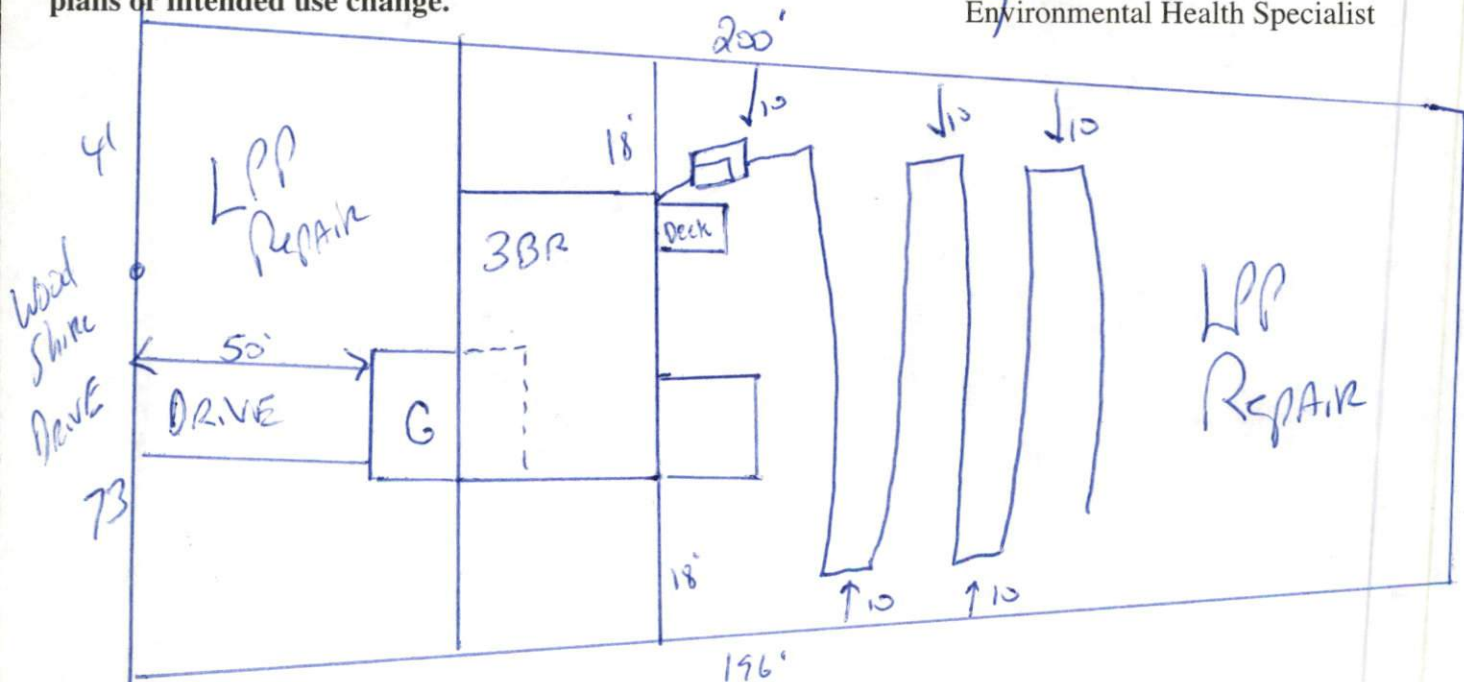 plans or intended use change.
Environmental Health Specialist
200'
10
10
10
41
18'
LPP
Repair
Deck
3BR
Wood
Shire
Drive
50'
DRIVE
G
LPP
Repair
73
18'
10
10
196'